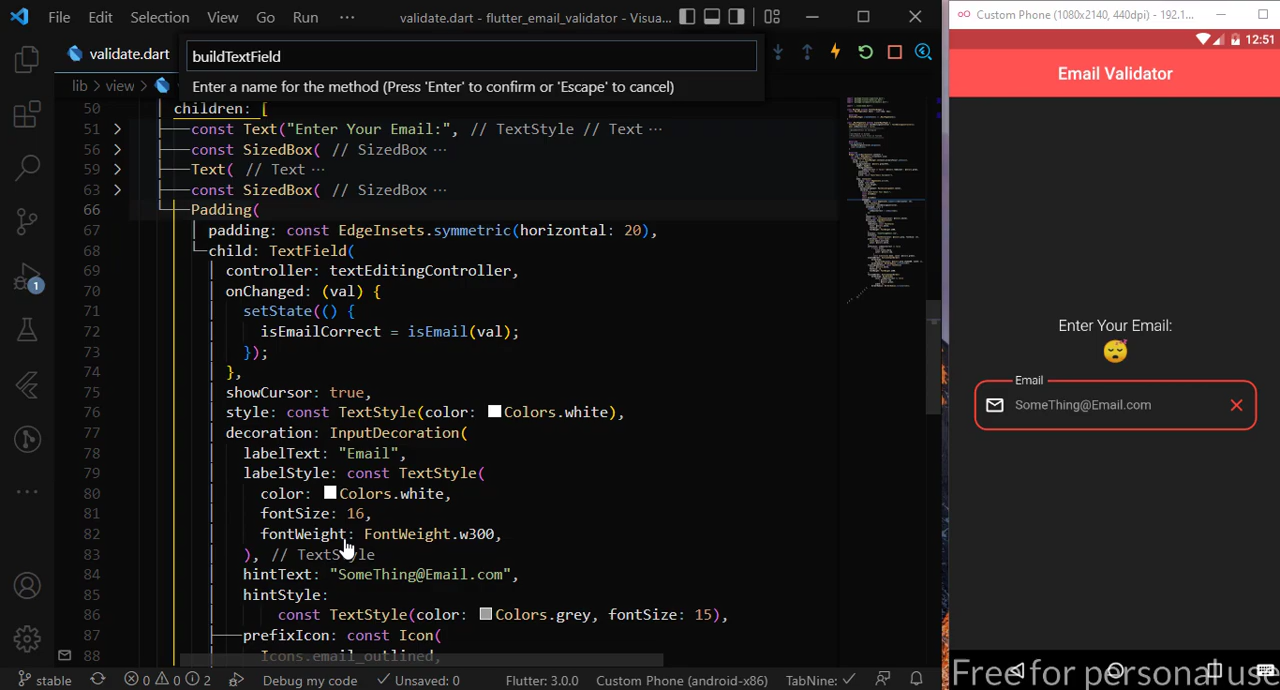 File Edit Selection View Go Run ··· validate.dart - flutter_email_validator - Visua...
Custom Phone (1080x2140, 440dpi) - 192.1...
12:51
validate.dart
buildTextField
Enter a name for the method (Press 'Enter' to confirm or 'Escape' to cancel)
lib > view >
Email Validator
50 children: [
51 const Text("Enter Your Email:", // TextStyle // Text ···
56 const SizedBox( // SizedBox ···
59 Text( // Text ···
63 const SizedBox( // SizedBox ···
66 Padding(
67 padding: const EdgeInsets.symmetric(horizontal: 20),
68 child: TextField(
69 controller: textEditingController,
70 onChanged: (val) {
71 setState(() {
72 isEmailCorrect = isEmail(val);
73 });
74 },
75 showCursor: true,
76 style: const TextStyle(color: Colors.white),
77 decoration: InputDecoration(
78 labelText: "Email",
79 labelStyle: const TextStyle(
80 color: Colors.white,
81 fontSize: 16,
82 fontWeight: FontWeight.w300,
83 ), // TextStyle
84 hintText: "SomeThing@Email.com",
85 hintStyle:
86 const TextStyle(color: Colors.grey, fontSize: 15),
87 prefixIcon: const Icon(
88 Icons.email_outlined,
1
Enter Your Email:
Email
SomeThing@Email.com
stable 0 0 2 Debug my code Unsaved: 0 Flutter: 3.0.0 Custom Phone (android-x86) TabNine:
Free for personal use